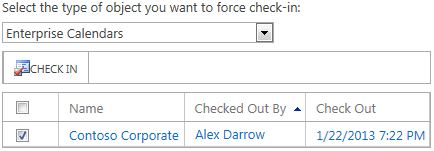 Select the type of object you want to force check-in:
Enterprise Calendars
CHECK IN
Name Checked Out By Check Out
Contoso Corporate Alex Darrow 1/22/2013 7:22 PM